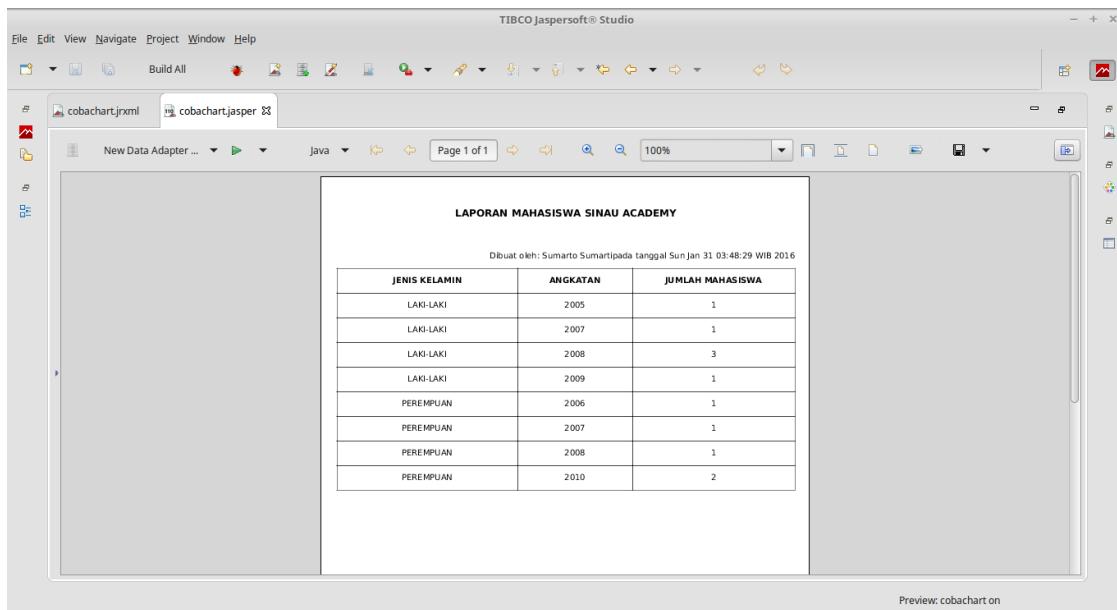 TIBCO Jaspersoft® Studio
File Edit View Navigate Project Window Help
Build All
cobachart.jrxml cobachart.jasper
New Data Adapter ... Java Page 1 of 1 100%
LAPORAN MAHASISWA SINAU ACADEMY
Dibuat oleh: Sumarto Sumartipada tanggal Sun Jan 31 03:48:29 WIB 2016
JENIS KELAMIN ANGKATAN JUMLAH MAHASISWA
LAKI-LAKI 2005 1
LAKI-LAKI 2007 1
LAKI-LAKI 2008 3
LAKI-LAKI 2009 1
PEREMPUAN 2006 1
PEREMPUAN 2007 1
PEREMPUAN 2008 1
PEREMPUAN 2010 2
Preview: cobachart on